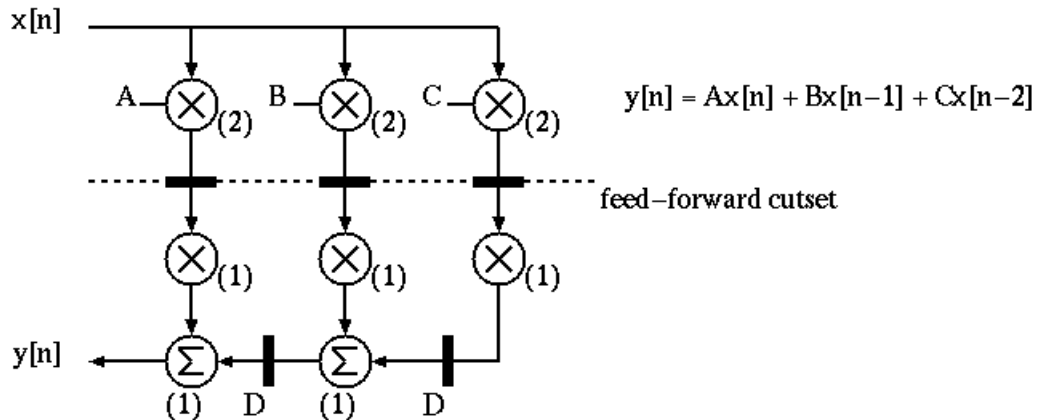 x[n]
A B C y[n] = Ax[n] + Bx[n−1] + Cx[n−2]
(2) (2) (2)
feed−forward cutset
(1) (1) (1)
y[n] Σ Σ
(1) D (1) D